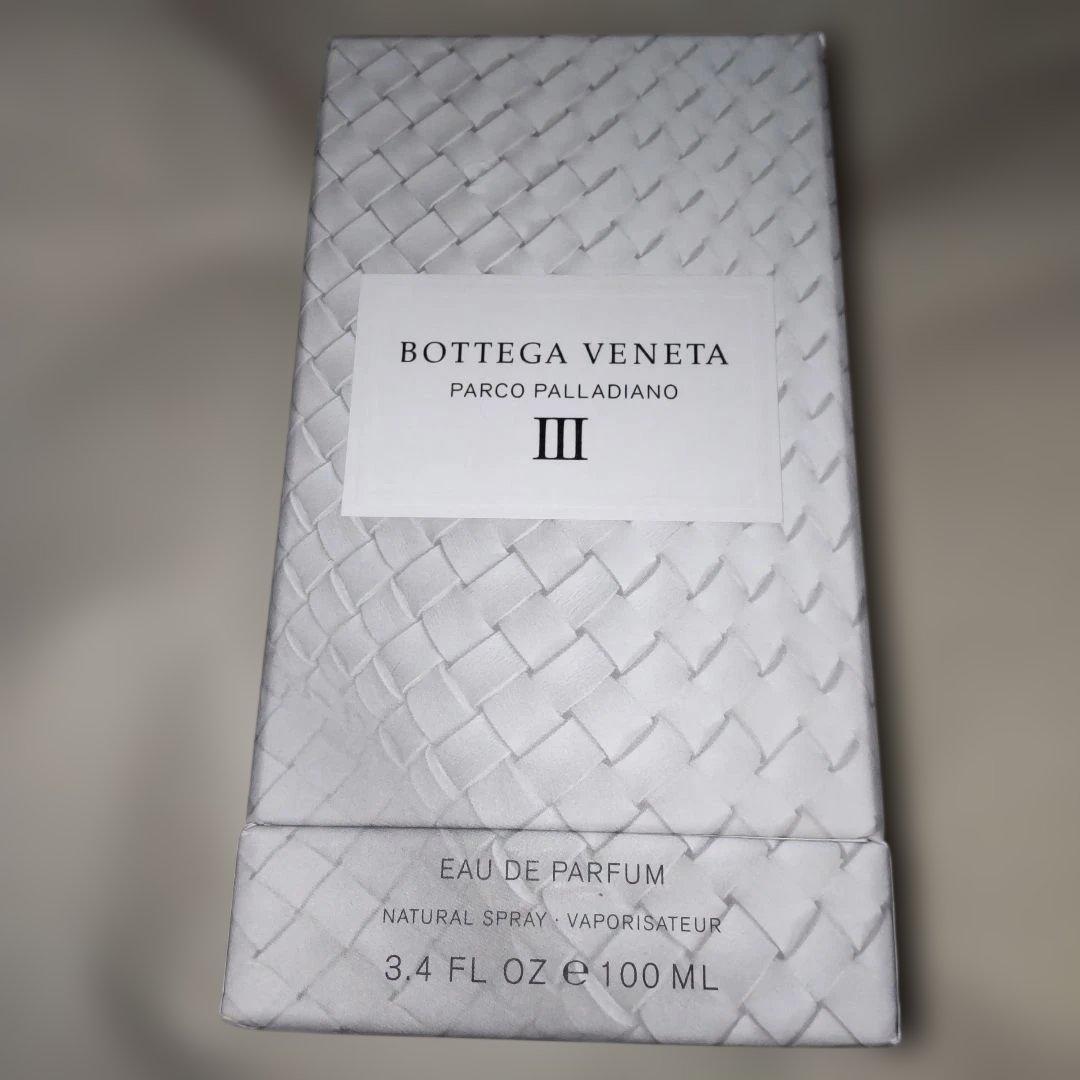 BOTTEGA VENETA
PARCO PALLADIANO
III
EAU DE PARFUM
NATURAL SPRAY · VAPORISATEUR
3.4 FL OZ ℮ 100 ML